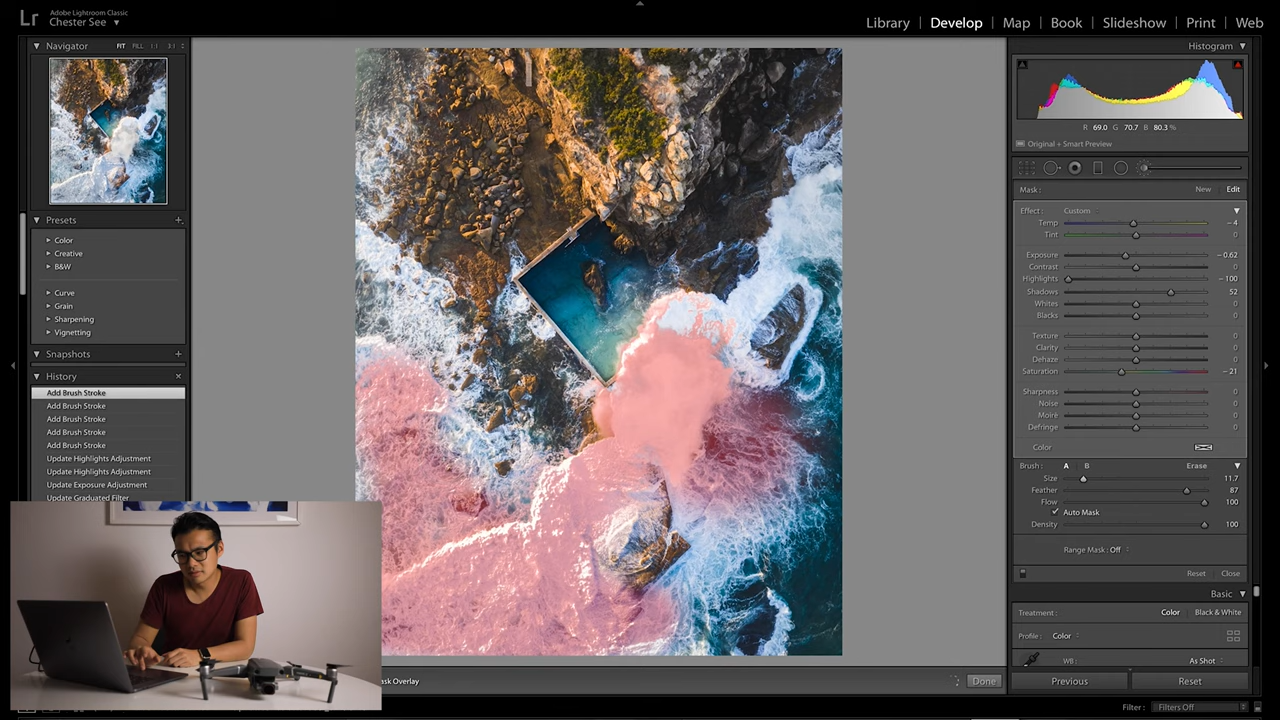 Lr Adobe Lightroom Classic
Chester See ▼
Library | Develop | Map | Book | Slideshow | Print | Web
Navigator FIT FILL 1:1 3:1
Presets +
Color
Creative
B&W
Curve
Grain
Sharpening
Vignetting
Snapshots +
History ×
Add Brush Stroke
Add Brush Stroke
Add Brush Stroke
Add Brush Stroke
Add Brush Stroke
Update Highlights Adjustment
Update Highlights Adjustment
Update Exposure Adjustment
Update Graduated Filter
ask Overlay
Done
Histogram
R 69.0 G 70.7 B 80.3 %
Original + Smart Preview
Mask : New Edit
Effect : Custom
Temp – 4
Tint 0
Exposure – 0.62
Contrast 0
Highlights – 100
Shadows 52
Whites 0
Blacks 0
Texture 0
Clarity 0
Dehaze 0
Saturation – 21
Sharpness 0
Noise 0
Moiré 0
Defringe 0
Color
Brush : A B Erase
Size 11.7
Feather 87
Flow 100
Auto Mask
Density 100
Range Mask : Off
Reset Close
Basic
Treatment : Color Black & White
Profile : Color
WB : As Shot
Previous Reset
Filter : Filters Off